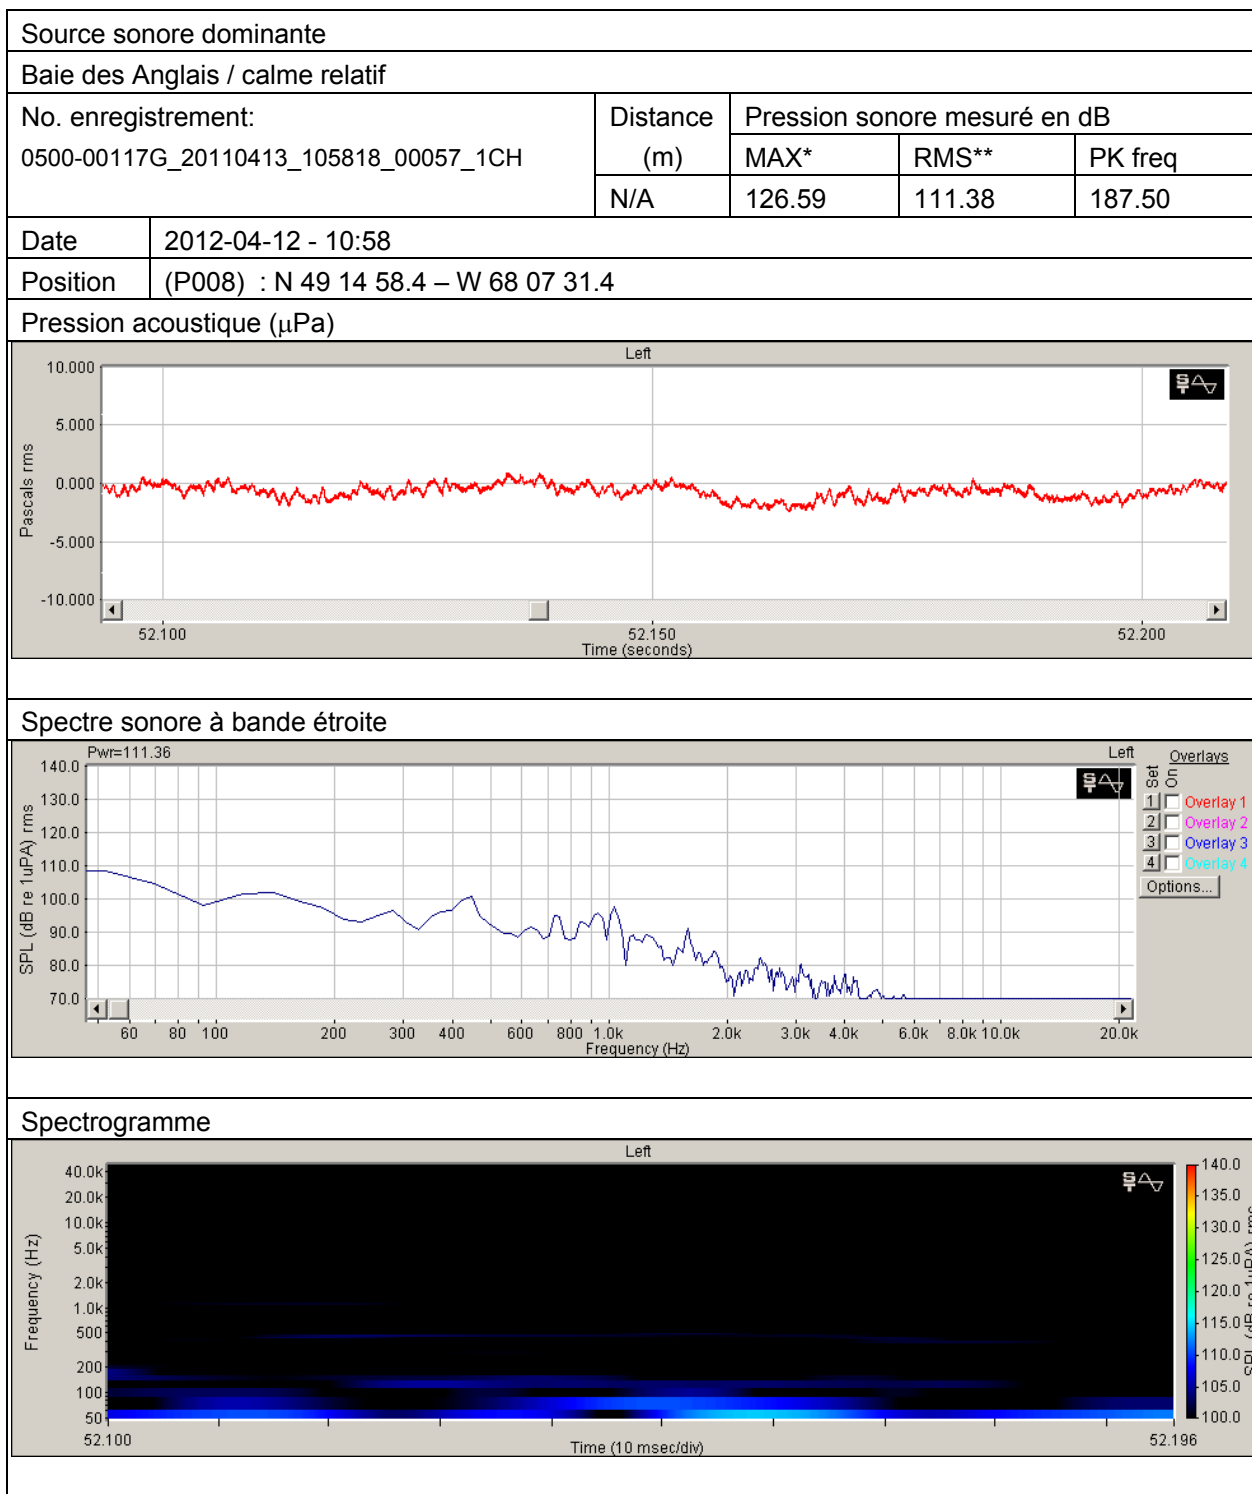 Source sonore dominante
Baie des Anglais / calme relatif
No. enregistrement:
0500-00117G_20110413_105818_00057_1CH
Distance
(m)
Pression sonore mesuré en dB
MAX* RMS** PK freq
N/A 126.59 111.38 187.50
Date 2012-04-12 - 10:58
Position (P008) : N 49 14 58.4 – W 68 07 31.4
Pression acoustique (µPa)
Left
10.000
5.000
0.000
-5.000
-10.000
Pascals rms
52.100 52.150 52.200
Time (seconds)
Spectre sonore à bande étroite
Pwr=111.36 Left
140.0
130.0
120.0
110.0
100.0
90.0
80.0
70.0
SPL (dB re 1uPA) rms
60 80 100 200 300 400 600 800 1.0k 2.0k 3.0k 4.0k 6.0k 8.0k 10.0k 20.0k
Frequency (Hz)
Overlays
Set On
1 Overlay 1
2 Overlay 2
3 Overlay 3
4 Overlay 4
Options...
Spectrogramme
Left
40.0k
20.0k
10.0k
5.0k
2.0k
1.0k
500
200
100
50
Frequency (Hz)
52.100 52.196
Time (10 msec/div)
140.0
135.0
130.0
125.0
120.0
115.0
110.0
105.0
100.0
SPL (dB re 1uPA) rms